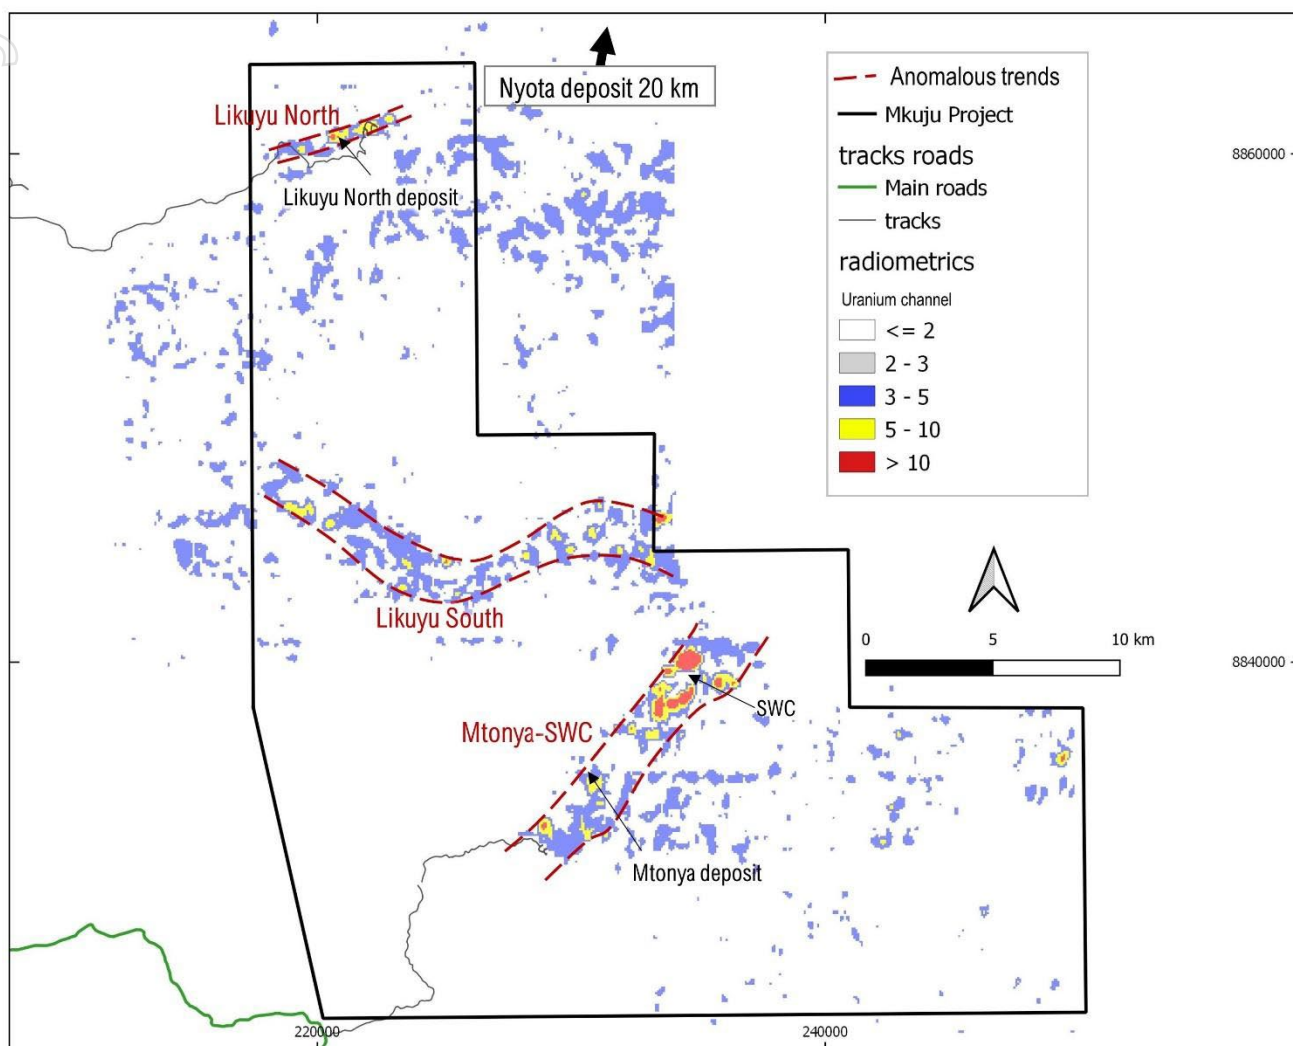 Nyota deposit 20 km
Likuyu North
Likuyu North deposit
Anomalous trends
Mkuju Project
tracks roads
Main roads
tracks
radiometrics
Uranium channel
<= 2
2 - 3
3 - 5
5 - 10
> 10
8860000
Likuyu South
0 5 10 km
8840000
SWC
Mtonya-SWC
Mtonya deposit
220000
240000